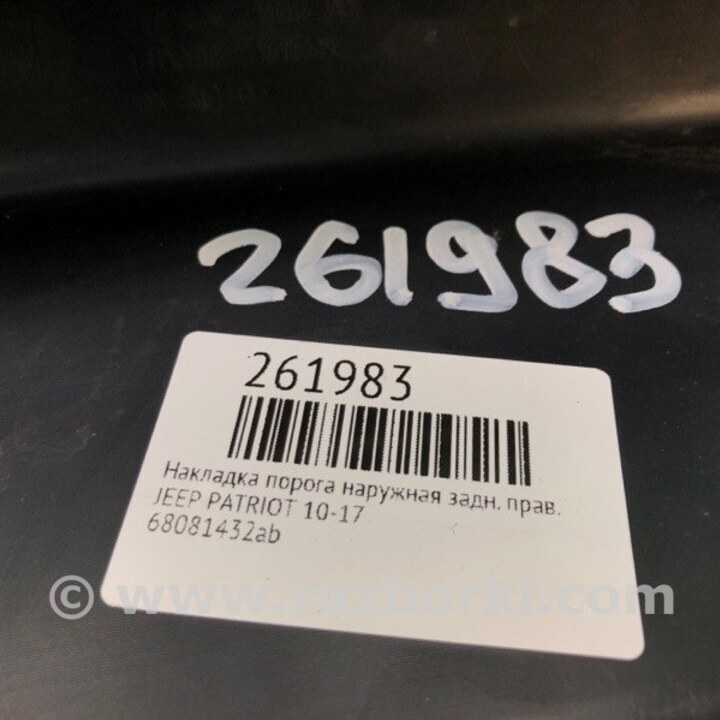 261983
261983
Накладка порога наружная задн. прав.
JEEP PATRIOT 10-17
68081432ab
© www.razborki.com